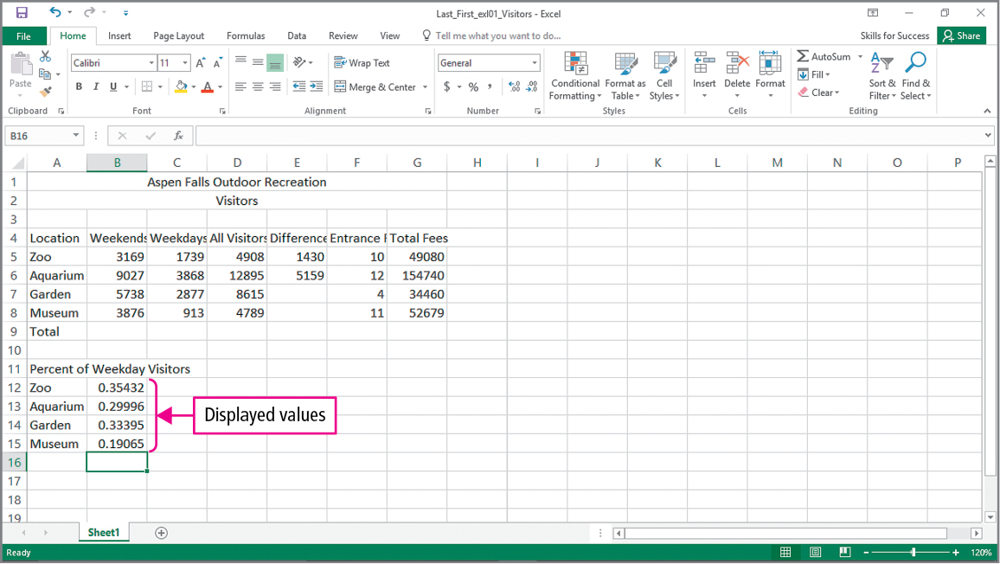 Last_First_exl01_Visitors - Excel
File Home Insert Page Layout Formulas Data Review View Tell me what you want to do... Skills for Success Share
Calibri 11 A A Wrap Text General AutoSum
Paste Conditional Formatting Format as Table Cell Styles Insert Delete Format Fill Sort & Filter Find & Select
B I U A Merge & Center $ % , .00 .0 Clear
Clipboard Font Alignment Number Styles Cells Editing
B16 fx
A B C D E F G H I J K L M N O P
1 Aspen Falls Outdoor Recreation
2 Visitors
3
4 Location Weekends Weekdays All Visitors Difference Entrance F Total Fees
5 Zoo 3169 1739 4908 1430 10 49080
6 Aquarium 9027 3868 12895 5159 12 154740
7 Garden 5738 2877 8615 4 34460
8 Museum 3876 913 4789 11 52679
9 Total
10
11 Percent of Weekday Visitors
12 Zoo 0.35432
13 Aquarium 0.29996
Displayed values
14 Garden 0.33395
15 Museum 0.19065
16
17
18
19
Sheet1
Ready 120%